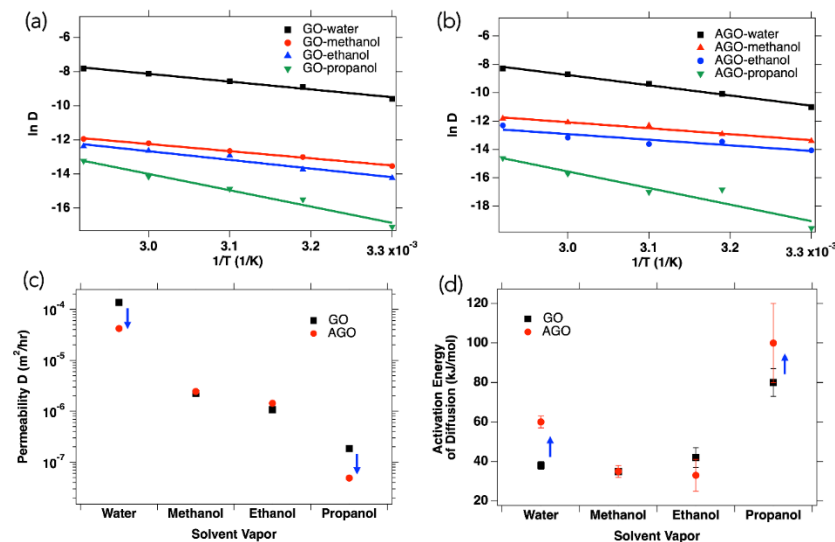 (a)
GO-water
GO-methanol
GO-ethanol
GO-propanol
ln D
-6
-8
-10
-12
-14
-16
3.0
3.1
3.2
3.3 x10⁻³
1/T (1/K)
(b)
AGO-water
AGO-methanol
AGO-ethanol
AGO-propanol
ln D
-6
-8
-10
-12
-14
-16
-18
3.0
3.1
3.2
3.3 x10⁻³
1/T (1/K)
(c)
GO
AGO
Permeability D (m²/hr)
10⁻⁴
10⁻⁵
10⁻⁶
10⁻⁷
Water Methanol Ethanol Propanol
Solvent Vapor
(d)
GO
AGO
Activation Energy
of Diffusion (kJ/mol)
120
100
80
60
40
20
Water Methanol Ethanol Propanol
Solvent Vapor